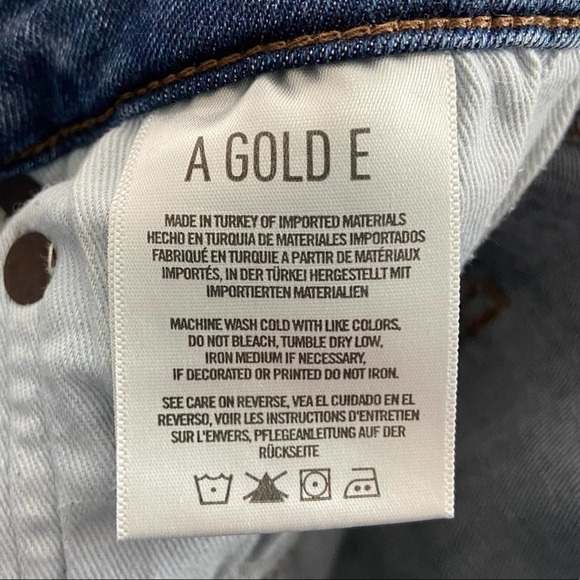 A GOLD E
MADE IN TURKEY OF IMPORTED MATERIALS
HECHO EN TURQUIA DE MATERIALES IMPORTADOS
FABRIQUÉ EN TURQUIE A PARTIR DE MATÉRIAUX
IMPORTÉS, IN DER TÜRKEI HERGESTELLT MIT
IMPORTIERTEN MATERIALIEN
MACHINE WASH COLD WITH LIKE COLORS,
DO NOT BLEACH, TUMBLE DRY LOW,
IRON MEDIUM IF NECESSARY,
IF DECORATED OR PRINTED DO NOT IRON.
SEE CARE ON REVERSE, VEA EL CUIDADO EN EL
REVERSO, VOIR LES INSTRUCTIONS D'ENTRETIEN
SUR L'ENVERS, PFLEGEANLEITUNG AUF DER
RÜCKSEITE